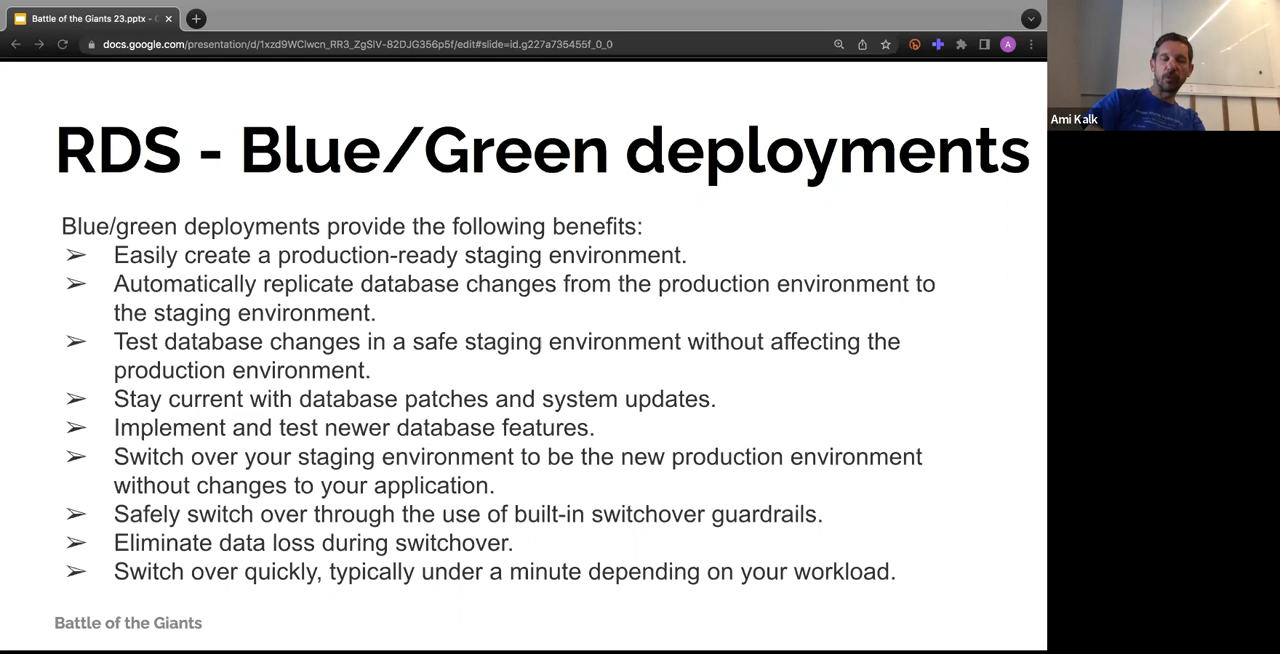 Battle of the Giants 23.pptx - G
docs.google.com/presentation/d/1xzd9WClwcn_RR3_ZgSlV-82DJG356p5f/edit#slide=id.g227a735455f_0_0
A
Ami Kalk
RDS - Blue/Green deployments
Blue/green deployments provide the following benefits:
➢ Easily create a production-ready staging environment.
➢ Automatically replicate database changes from the production environment to
the staging environment.
➢ Test database changes in a safe staging environment without affecting the
production environment.
➢ Stay current with database patches and system updates.
➢ Implement and test newer database features.
➢ Switch over your staging environment to be the new production environment
without changes to your application.
➢ Safely switch over through the use of built-in switchover guardrails.
➢ Eliminate data loss during switchover.
➢ Switch over quickly, typically under a minute depending on your workload.
Battle of the Giants